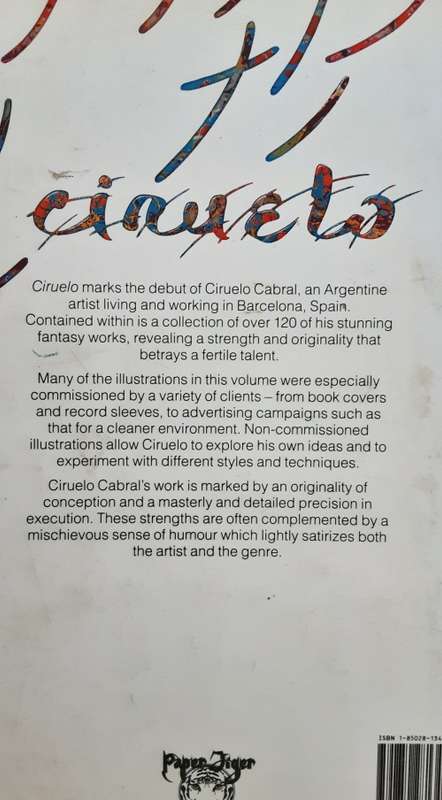 ciruelo
Ciruelo marks the debut of Ciruelo Cabral, an Argentine
artist living and working in Barcelona, Spain.
Contained within is a collection of over 120 of his stunning
fantasy works, revealing a strength and originality that
betrays a fertile talent.
Many of the illustrations in this volume were especially
commissioned by a variety of clients – from book covers
and record sleeves, to advertising campaigns such as
that for a cleaner environment. Non-commissioned
illustrations allow Ciruelo to explore his own ideas and to
experiment with different styles and techniques.
Ciruelo Cabral's work is marked by an originality of
conception and a masterly and detailed precision in
execution. These strengths are often complemented by a
mischievous sense of humour which lightly satirizes both
the artist and the genre.
ISBN 1-85028-134
Paper Tiger